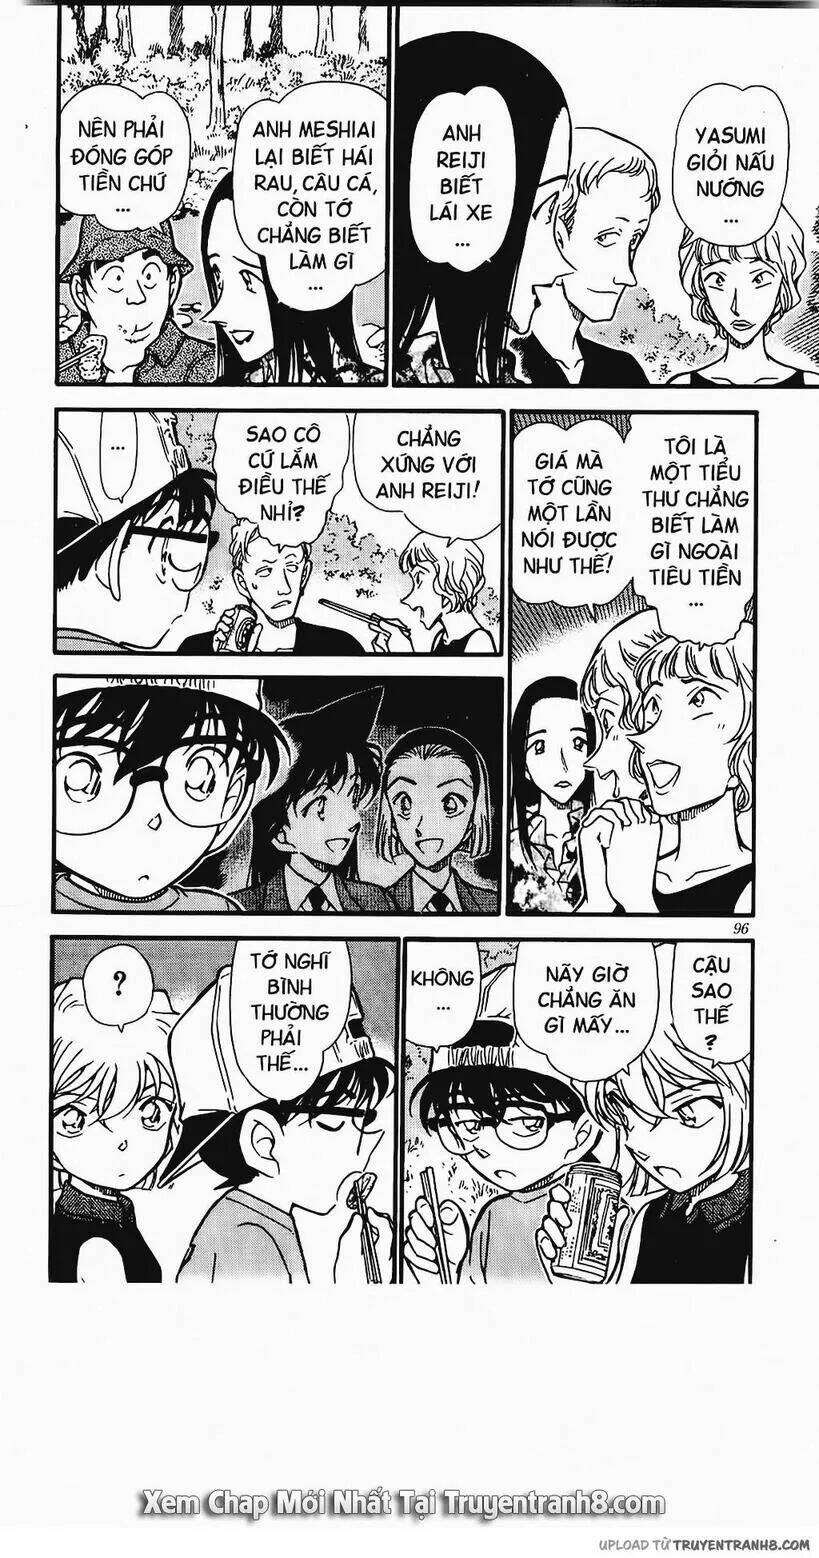 YASUMI
GIỎI NẤU
NƯỚNG
...
ANH
REIJI
BIẾT
LÁI XE
...
ANH MESHIAI
LẠI BIẾT HÁI
RAU, CÂU CÁ,
CÒN TỚ
CHẲNG BIẾT
LÀM GÌ
...
NÊN PHẢI
ĐÓNG GÓP
TIỀN CHỨ
...
TÔI LÀ
MỘT TIỂU
THƯ CHẲNG
BIẾT LÀM
GÌ NGOÀI
TIÊU TIỀN
...
GIÁ MÀ
TỚ CŨNG
MỘT LẦN
NÓI ĐƯỢC
NHƯ THẾ!
CHẲNG
XỨNG VỚI
ANH REIJI!
SAO CÔ
CỨ LẮM
ĐIỀU THẾ
NHỈ?
...
96
CẬU
SAO THẾ
?
NÃY GIỜ
CHẲNG ĂN
GÌ MẤY...
KHÔNG
...
TỚ NGHĨ
BÌNH
THƯỜNG
PHẢI
THẾ...
?
Xem Chap Mới Nhất Tại Truyentranh8.com
UPLOAD TỪ TRUYENTRANH8.COM